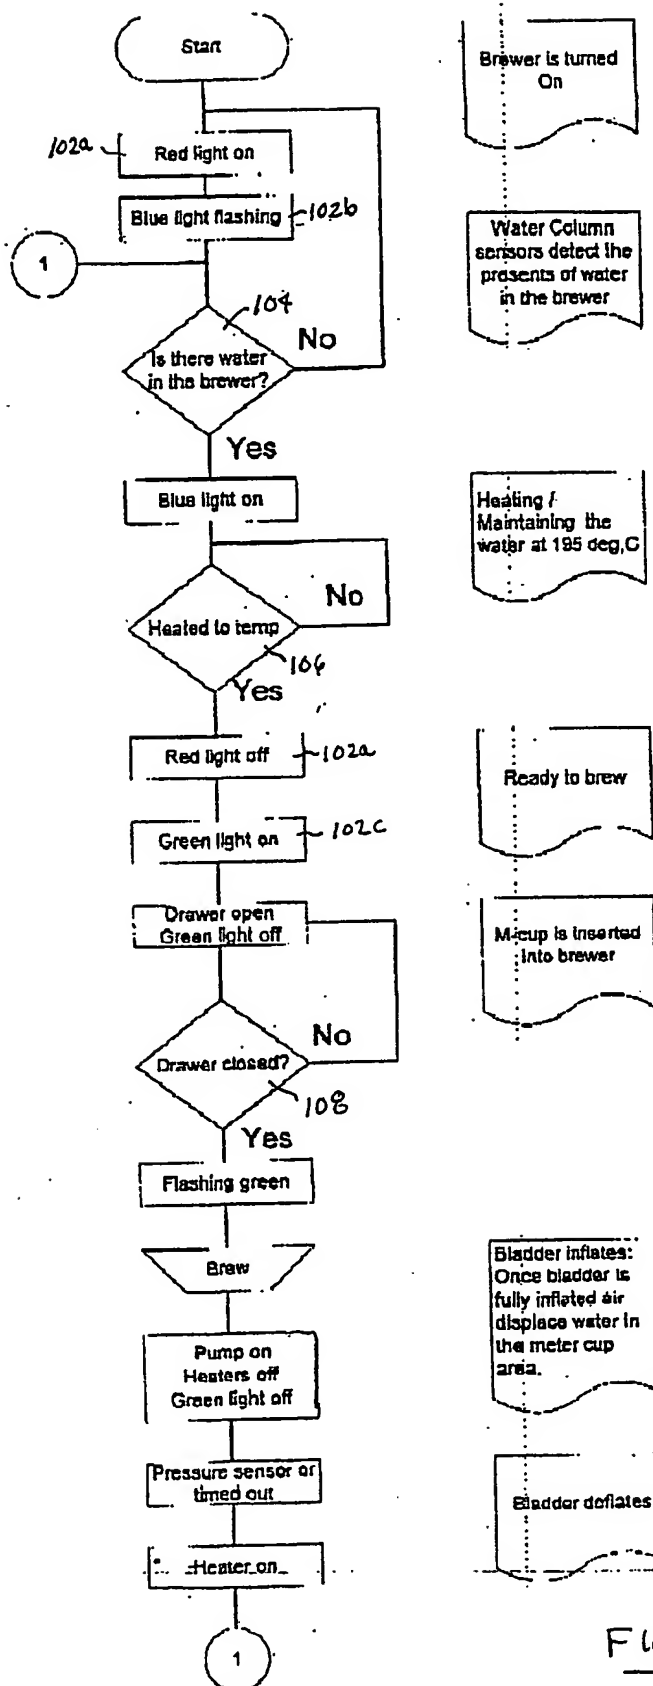 Start
Brewer is turned
On
102a
Red light on
Blue light flashing
102b
1
Water Column
sensors detect the
presents of water
in the brewer
104
No
Is there water
in the brewer?
Yes
Blue light on
Heating /
Maintaining the
water at 195 deg,C
No
Heated to temp
106
Yes
Red light off
102a
Ready to brew
Green light on
102c
Drawer open
Green light off
M-cup is inserted
into brewer
No
Drawer closed?
108
Yes
Flashing green
Brew
Bladder inflates:
Once bladder is
fully inflated air
displace water in
the meter cup
area.
Pump on
Heaters off
Green light off
Pressure sensor or
timed out
Bladder deflates
Heater on
1